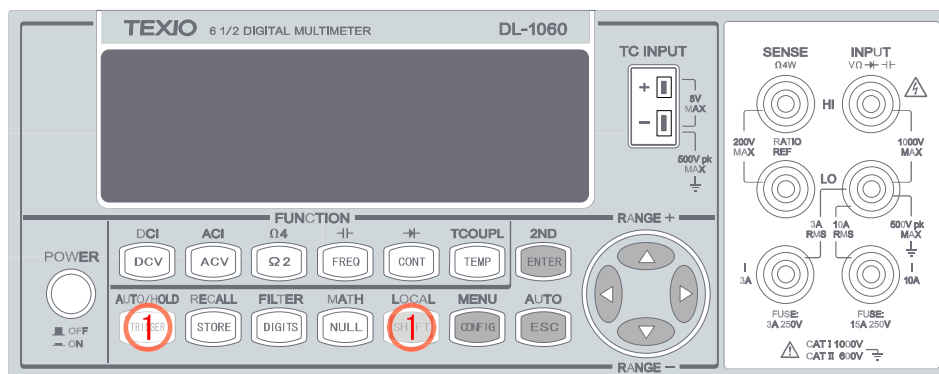 TEXIO 6 1/2 DIGITAL MULTIMETER DL-1060
TC INPUT
+
5V
MAX
−
500V pk
MAX
SENSE
Ω4W
INPUT
VΩ
HI
200V
MAX
RATIO
REF
1000V
MAX
LO
3A
RMS
10A
RMS
500V pk
MAX
I
3A
I
10A
FUSE:
3A 250V
FUSE:
15A 250V
CAT I 1000V
CAT II 600V
FUNCTION
RANGE +
DCI ACI Ω4 TCOUPL 2ND
POWER
DCV ACV Ω2 FREQ CONT TEMP ENTER
AUTO/HOLD RECALL FILTER MATH LOCAL MENU AUTO
TRIGGER STORE DIGITS NULL SHIFT CONFIG ESC
1 1
OFF
ON
RANGE −